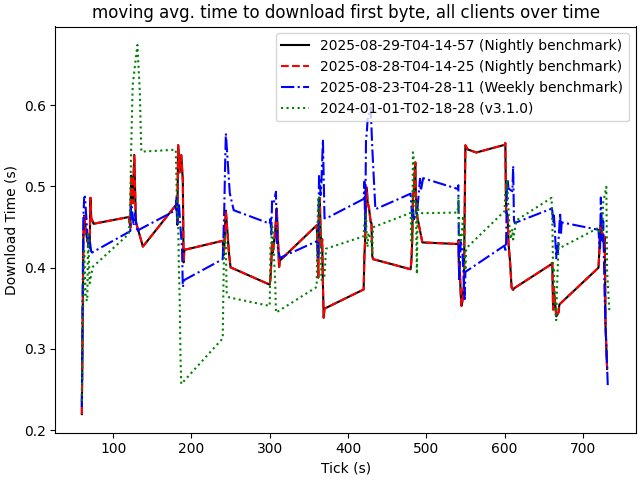 moving avg. time to download first byte, all clients over time
2025-08-29-T04-14-57 (Nightly benchmark)
2025-08-28-T04-14-25 (Nightly benchmark)
2025-08-23-T04-28-11 (Weekly benchmark)
2024-01-01-T02-18-28 (v3.1.0)
Download Time (s)
0.6
0.5
0.4
0.3
0.2
100 200 300 400 500 600 700
Tick (s)